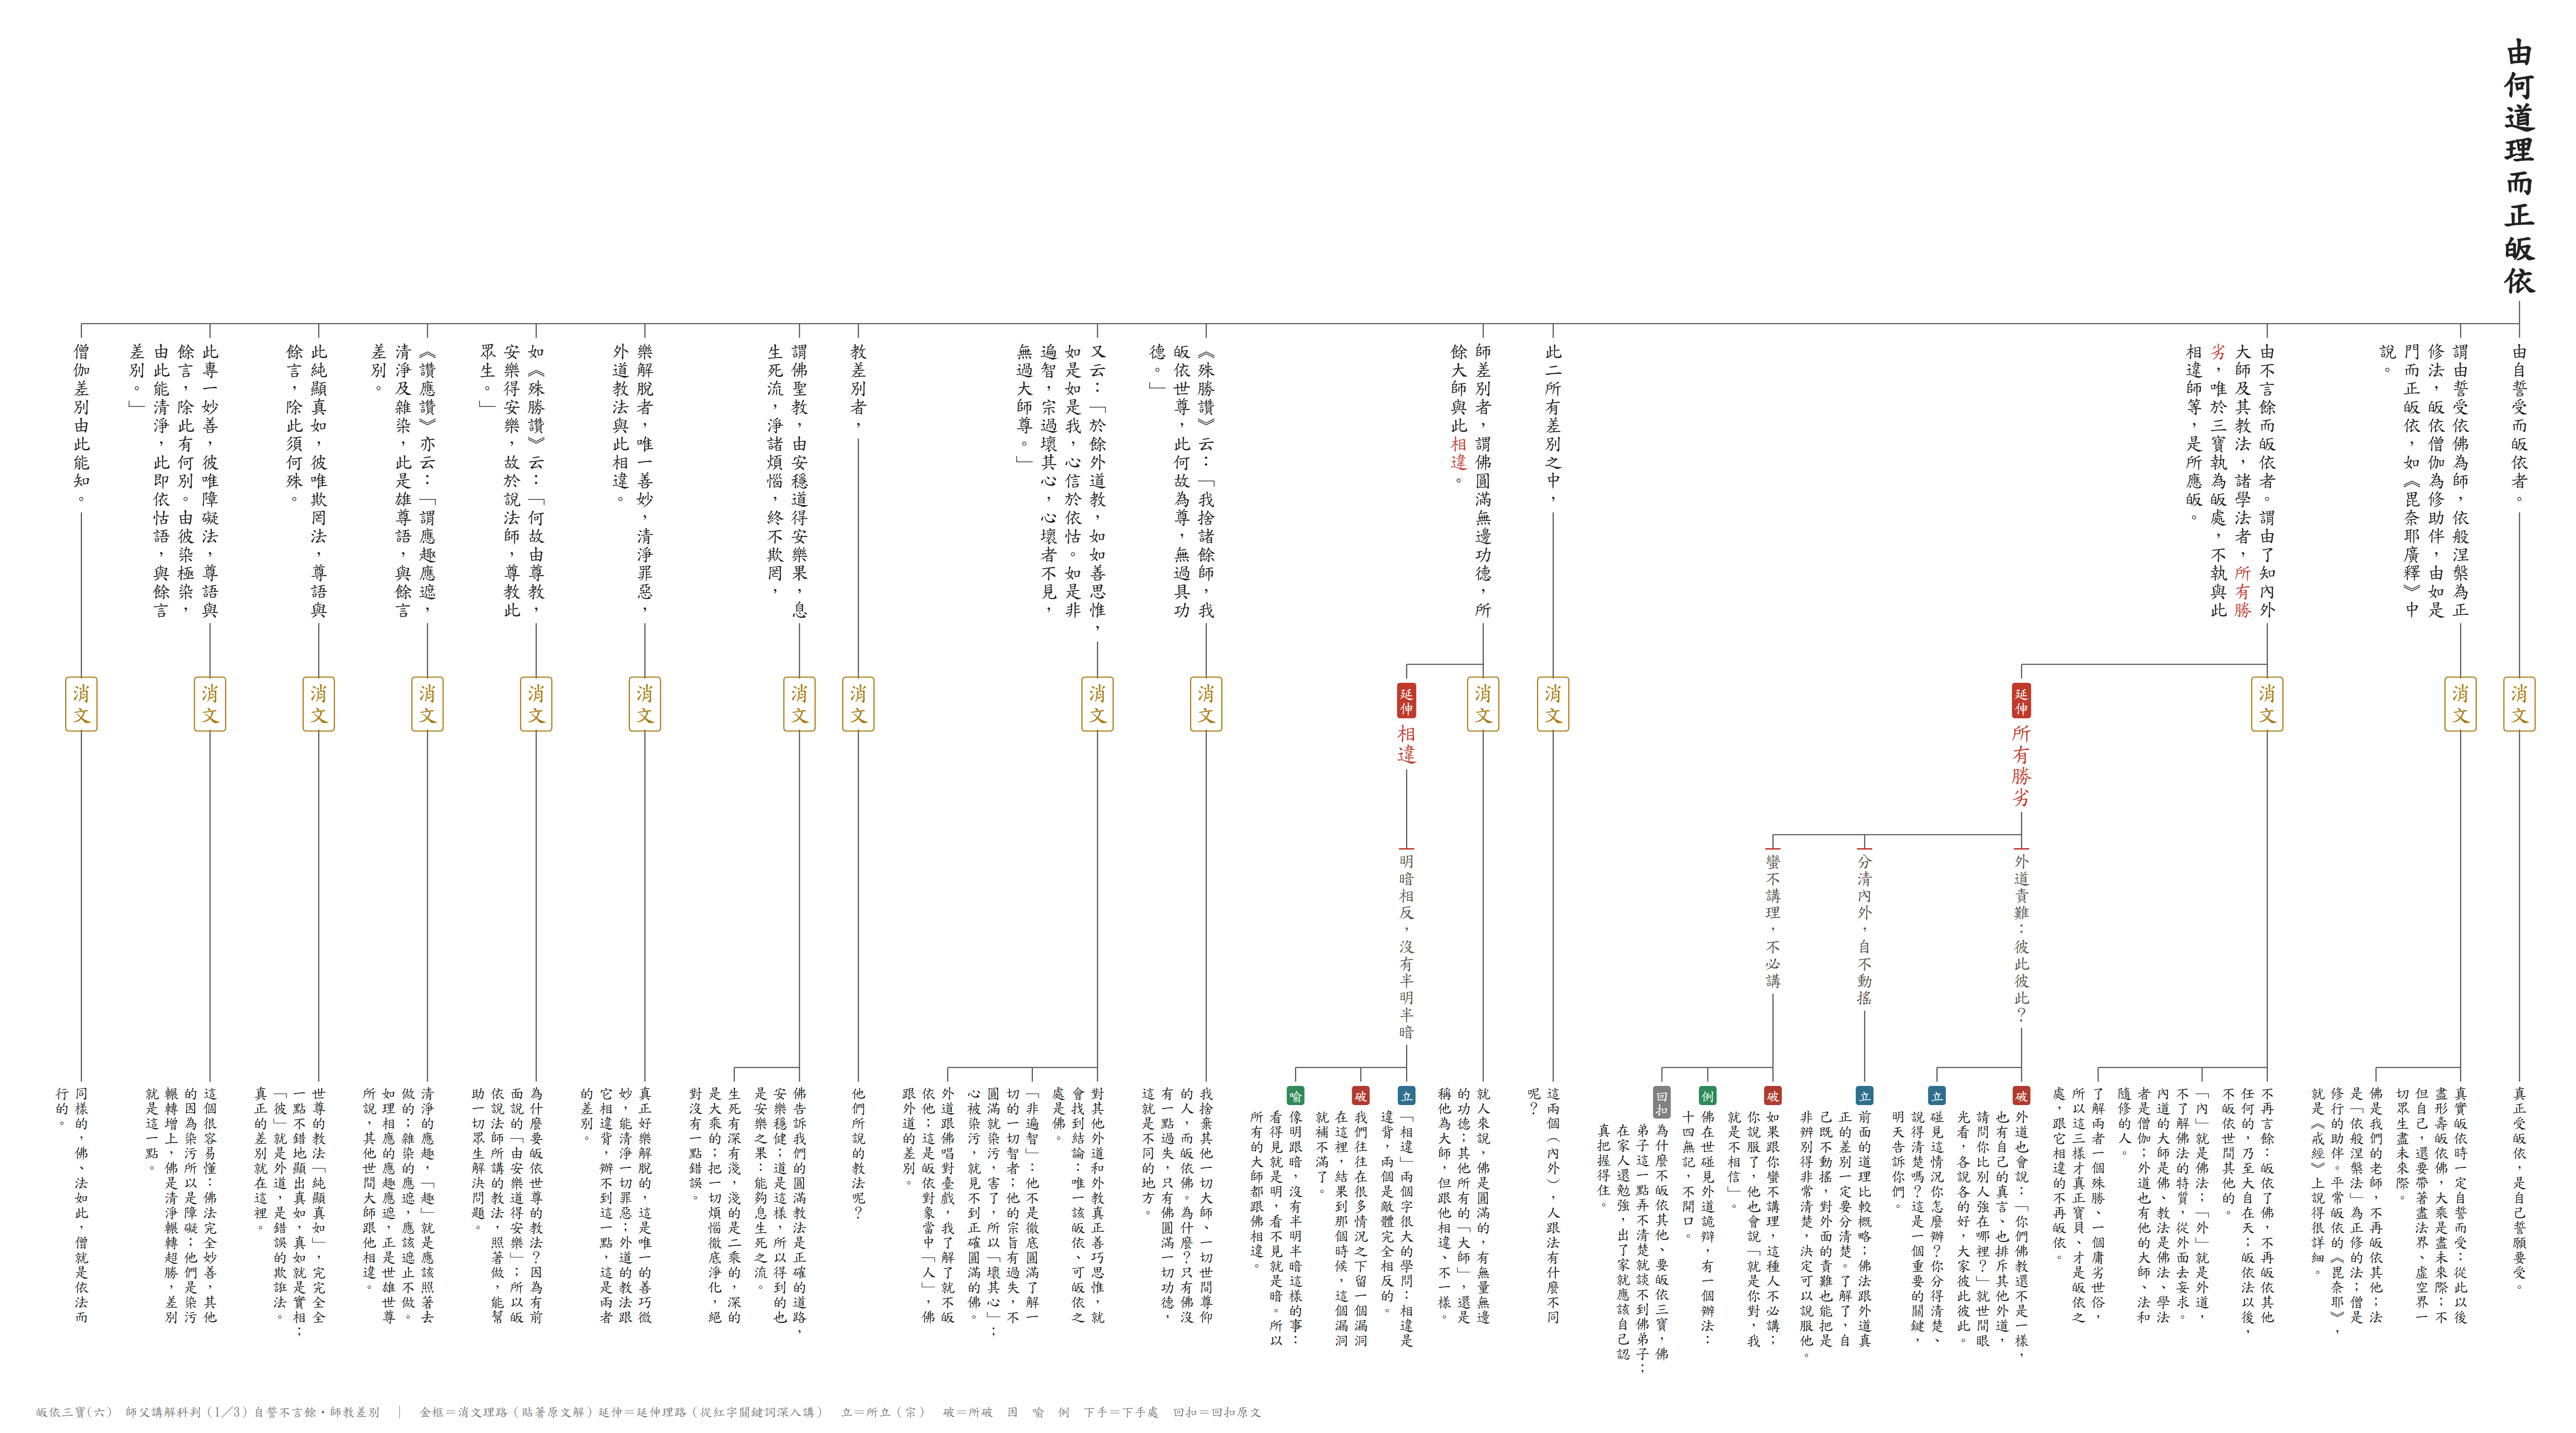 由何道理而正皈依
由自誓受而皈依者。
謂由誓受依佛為師，依般涅槃為正
修法，皈依僧伽為修助伴，由如是
門而正皈依，如《毘奈耶廣釋》中
說。
由不言餘而皈依者。謂由了知內外
大師及其教法，諸學法者，所有勝
劣，唯於三寶執為皈處，不執與此
相違師等，是所應皈。
此二所有差別之中，
師差別者，謂佛圓滿無邊功德，所
餘大師與此相違。
《殊勝讚》云：「我捨諸餘師，我
皈依世尊，此何故為尊，無過具功
德。」
又云：「於餘外道教，如如善思惟，
如是如是我，心信於依怙。如是非
遍智，宗過壞其心，心壞者不見，
無過大師尊。」
教差別者，
謂佛聖教，由安穩道得安樂果，息
生死流，淨諸煩惱，終不欺罔，
樂解脫者，唯一善妙，清淨罪惡，
外道教法與此相違。
如《殊勝讚》云：「何故由尊教，
安樂得安樂，故於說法師，尊教此
眾生。」
《讚應讚》亦云：「謂應趣應遮，
清淨及雜染，此是雄尊語，與餘言
差別。
此純顯真如，彼唯欺罔法，尊語與
餘言，除此須何殊。
此專一妙善，彼唯障礙法，尊語與
餘言，除此有何別。由彼染極染，
由此能清淨，此即依怙語，與餘言
差別。」
僧伽差別由此能知。
消文
消文
消文
延伸
所有勝劣
消文
消文
延伸
相違
消文
消文
消文
消文
消文
消文
消文
消文
消文
消文
外道責難：彼此彼此？
分清內外，自不動搖
蠻不講理，不必講
明暗相反，沒有半明半暗
真正受皈依，是自己誓願要受。
真實皈依時一定自誓而受：從此以後
盡形壽皈依佛，大乘是盡未來際；不
但自己，還要帶著盡法界、虛空界一
切眾生盡未來際。
佛是我們的老師，不再皈依其他；法
是「依般涅槃法」為正修的法；僧是
修行的助伴。平常皈依的《毘奈耶》，
就是《戒經》上說得很詳細。
不再言餘：皈依了佛，不再皈依其他
任何的，乃至大自在天；皈依法以後，
不皈依世間其他的。
「內」就是佛法；「外」就是外道，
不了解佛法的特質，從外面去妄求。
內道的大師是佛、教法是佛法、學法
者是僧伽；外道也有他的大師、法和
隨修的人。
了解兩者一個殊勝、一個庸劣世俗，
所以這三樣才真正寶貝、才是皈依之
處，跟它相違的不再皈依。
破
外道也會說：「你們佛教還不是一樣，
也有自己的真言、也排斥其他外道，
請問你比別人強在哪裡？」就世間眼
光看，各說各的好，大家彼此彼此。
立
碰見這情況你怎麼辦？你分得清楚、
說得清楚嗎？這是一個重要的關鍵，
明天告訴你們。
立
前面的道理比較概略；佛法跟外道真
正的差別一定要分清楚。了解了，自
己既不動搖，對外面的責難也能把是
非辨別得非常清楚，決定可以說服他。
破
如果跟你蠻不講理，這種人不必講；
你說服了，他也會說「就是你對，我
就是不相信」。
例
佛在世碰見外道詭辯，有一個辦法：
十四無記，不開口。
回扣
為什麼不皈依其他、要皈依三寶，佛
弟子這一點弄不清楚就談不到佛弟子；
在家人還勉強，出了家就應該自己認
真把握得住。
這兩個（內外），人跟法有什麼不同
呢？
就人來說，佛是圓滿的，有無量無邊
的功德；其他所有的「大師」，還是
稱他為大師，但跟他相違、不一樣。
立
「相違」兩個字很大的學問：相違是
違背，兩個是敵體完全相反的。
破
我們往往在很多情況之下留一個漏洞
在這裡，結果到那個時候，這個漏洞
就補不滿了。
喻
像明跟暗，沒有半明半暗這樣的事：
看得見就是明，看不見就是暗。所以
所有的大師都跟佛相違。
我捨棄其他一切大師、一切世間尊仰
的人，而皈依佛。為什麼？只有佛沒
有一點過失，只有佛圓滿一切功德，
這就是不同的地方。
對其他外道和外教真正善巧思惟，就
會找到結論：唯一該皈依、可皈依之
處是佛。
「非遍智」：他不是徹底圓滿了解一
切的一切智者；他的宗旨有過失，不
圓滿就染污，害了，所以「壞其心」；
心被染污，就見不到正確圓滿的佛。
外道跟佛唱對臺戲，我了解了就不皈
依他；這是皈依對象當中「人」，佛
跟外道的差別。
他們所說的教法呢？
佛告訴我們的圓滿教法是正確的道路，
安樂穩健；道是這樣，所以得到的也
是安樂之果：能夠息生死之流。
生死有深有淺，淺的是二乘的，深的
是大乘的；把一切煩惱徹底淨化，絕
對沒有一點錯誤。
真正好樂解脫的，這是唯一的善巧微
妙，能清淨一切罪惡；外道的教法跟
它相違背，辦不到這一點，這是兩者
的差別。
為什麼要皈依世尊的教法？因為有前
面說的「由安樂道得安樂」；所以皈
依說法師所講的教法，照著做，能幫
助一切眾生解決問題。
清淨的應趣，「趣」就是應該照著去
做的；雜染的應遮，應該遮止不做。
如理相應的應趣應遮，正是世雄世尊
所說，其他世間大師跟他相違。
世尊的教法「純顯真如」，完完全全
一點不錯地顯出真如，真如就是實相；
「彼」就是外道，是錯誤的欺誑法。
真正的差別就在這裡。
這個很容易懂：佛法完全妙善，其他
的因為染污所以是障礙；他們是染污
輾轉增上，佛是清淨輾轉超勝，差別
就是這一點。
同樣的，佛、法如此，僧就是依法而
行的。
皈依三寶（六）　師父講解科判（1／3）自誓不言餘・師教差別　｜　金框＝消文理路（貼著原文解）延伸＝延伸理路（從紅字關鍵詞深入講）　立＝所立（宗）　破＝所破　因　喻　例　下手＝下手處　回扣＝回扣原文